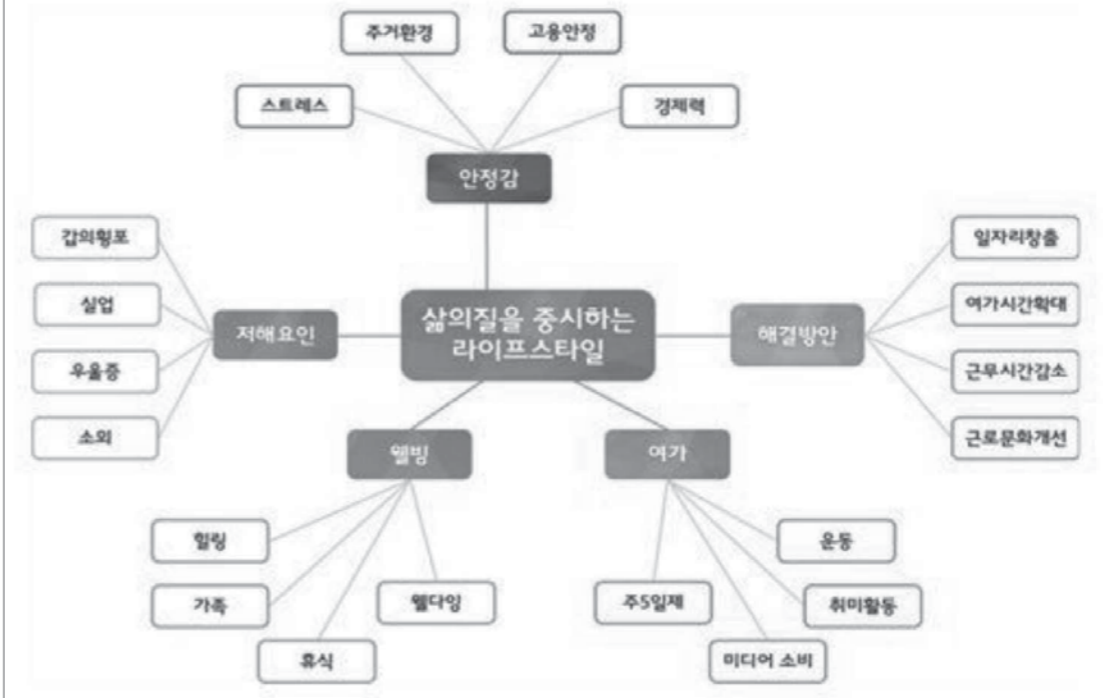 주거환경
고용안정
스트레스
경제력
안정감
갑의횡포
실업
우울증
소외
저해요인
삶의질을 중시하는
라이프스타일
해결방안
일자리창출
여가시간확대
근무시간감소
근로문화개선
웰빙
여가
힐링
가족
휴식
웰다잉
운동
주5일제
취미활동
미디어 소비